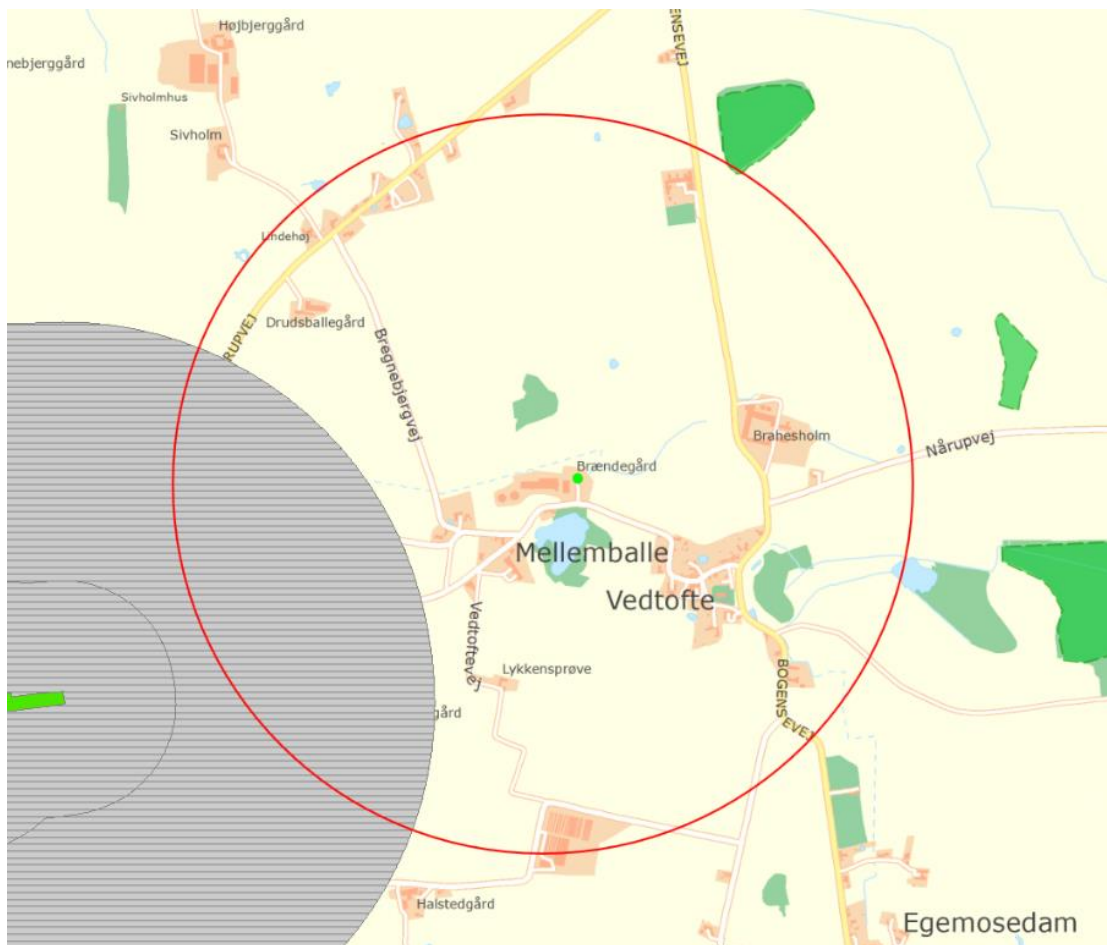 Højbjerggård
ENSEVEJ
nebjerggård
Sivholmhus
Sivholm
Lindehøj
Drudsballegård
RUPVEJ
Bregnebjergvej
Brahesholm
Nårupvej
Brændegård
Mellemballe
Vedtofte
Vedtoftevej
Lykkensprøve
BOGENSEVEJ
gård
Halstedgård
Egemosedam